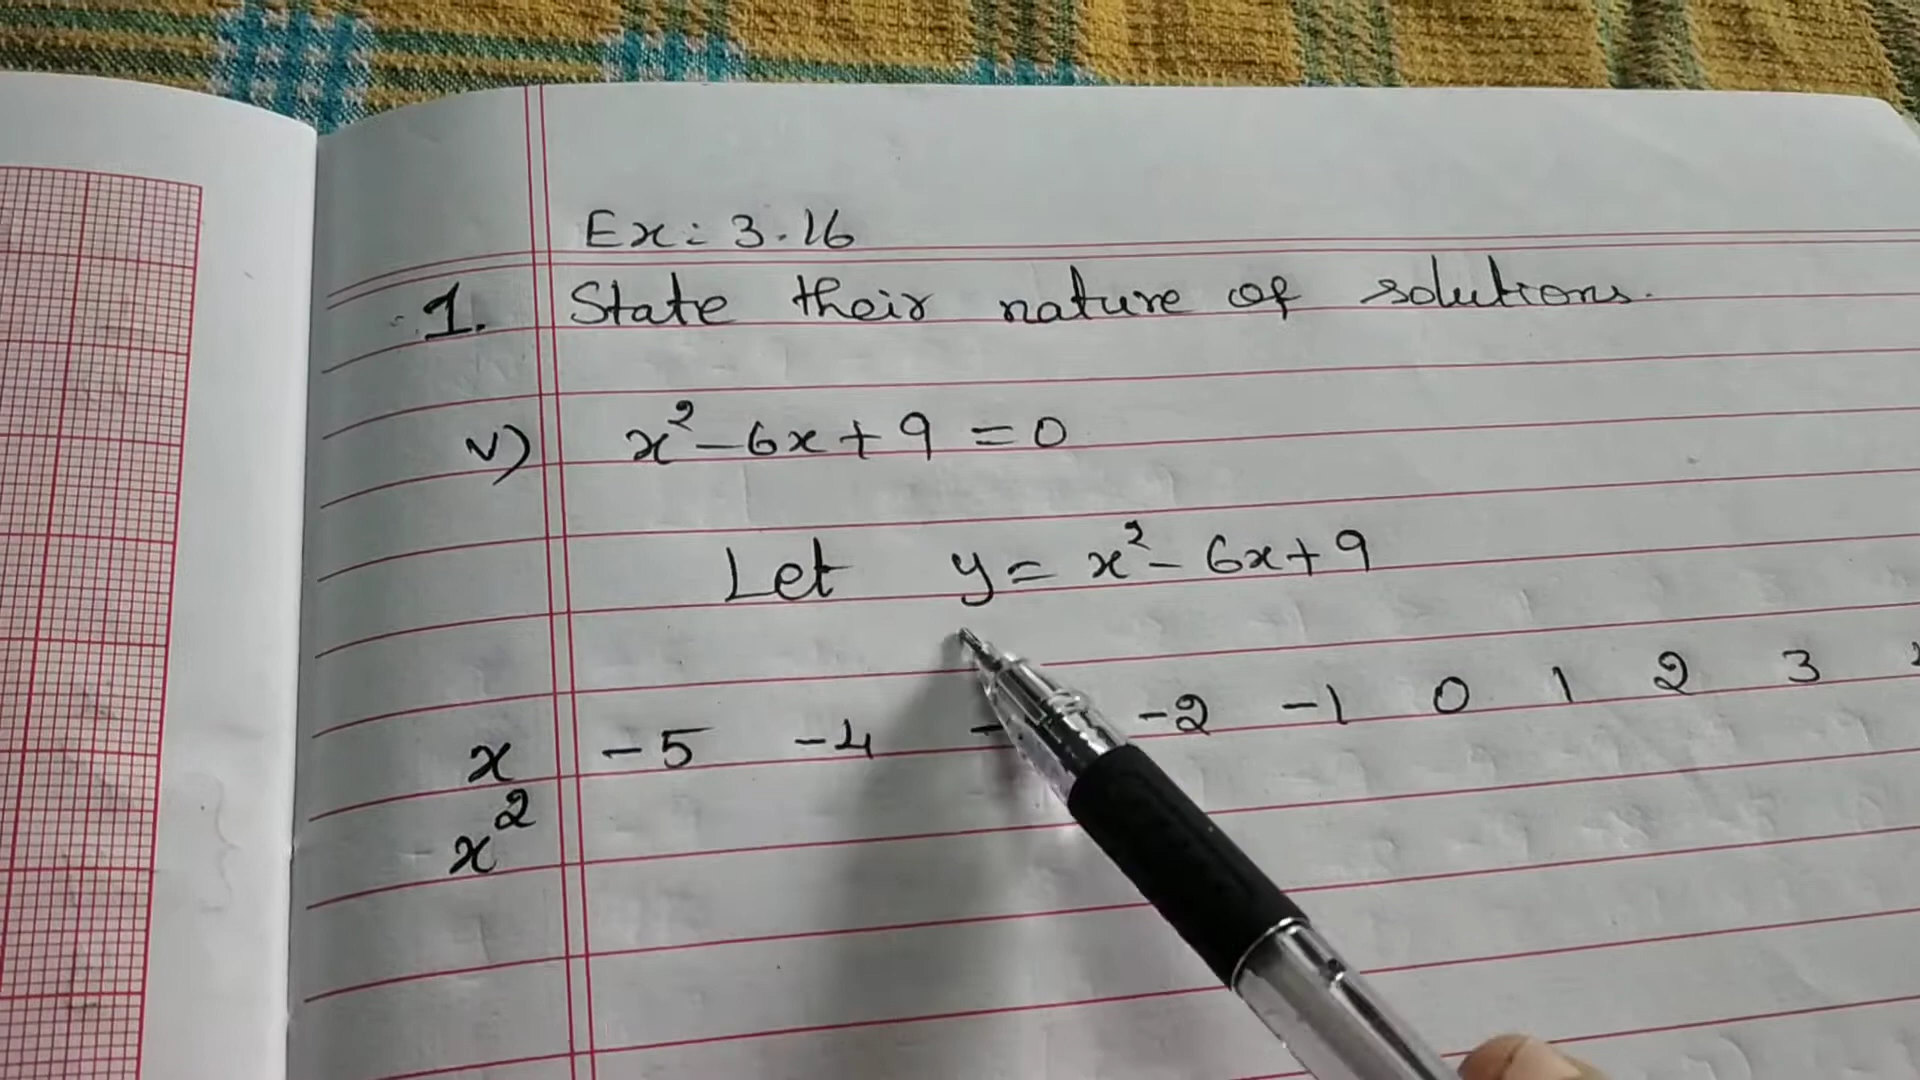 Ex: 3.16
1. State their nature of solutions.
v) x² - 6x + 9 = 0
Let y = x² - 6x + 9
x -5 -4 - -2 -1 0 1 2 3
x²